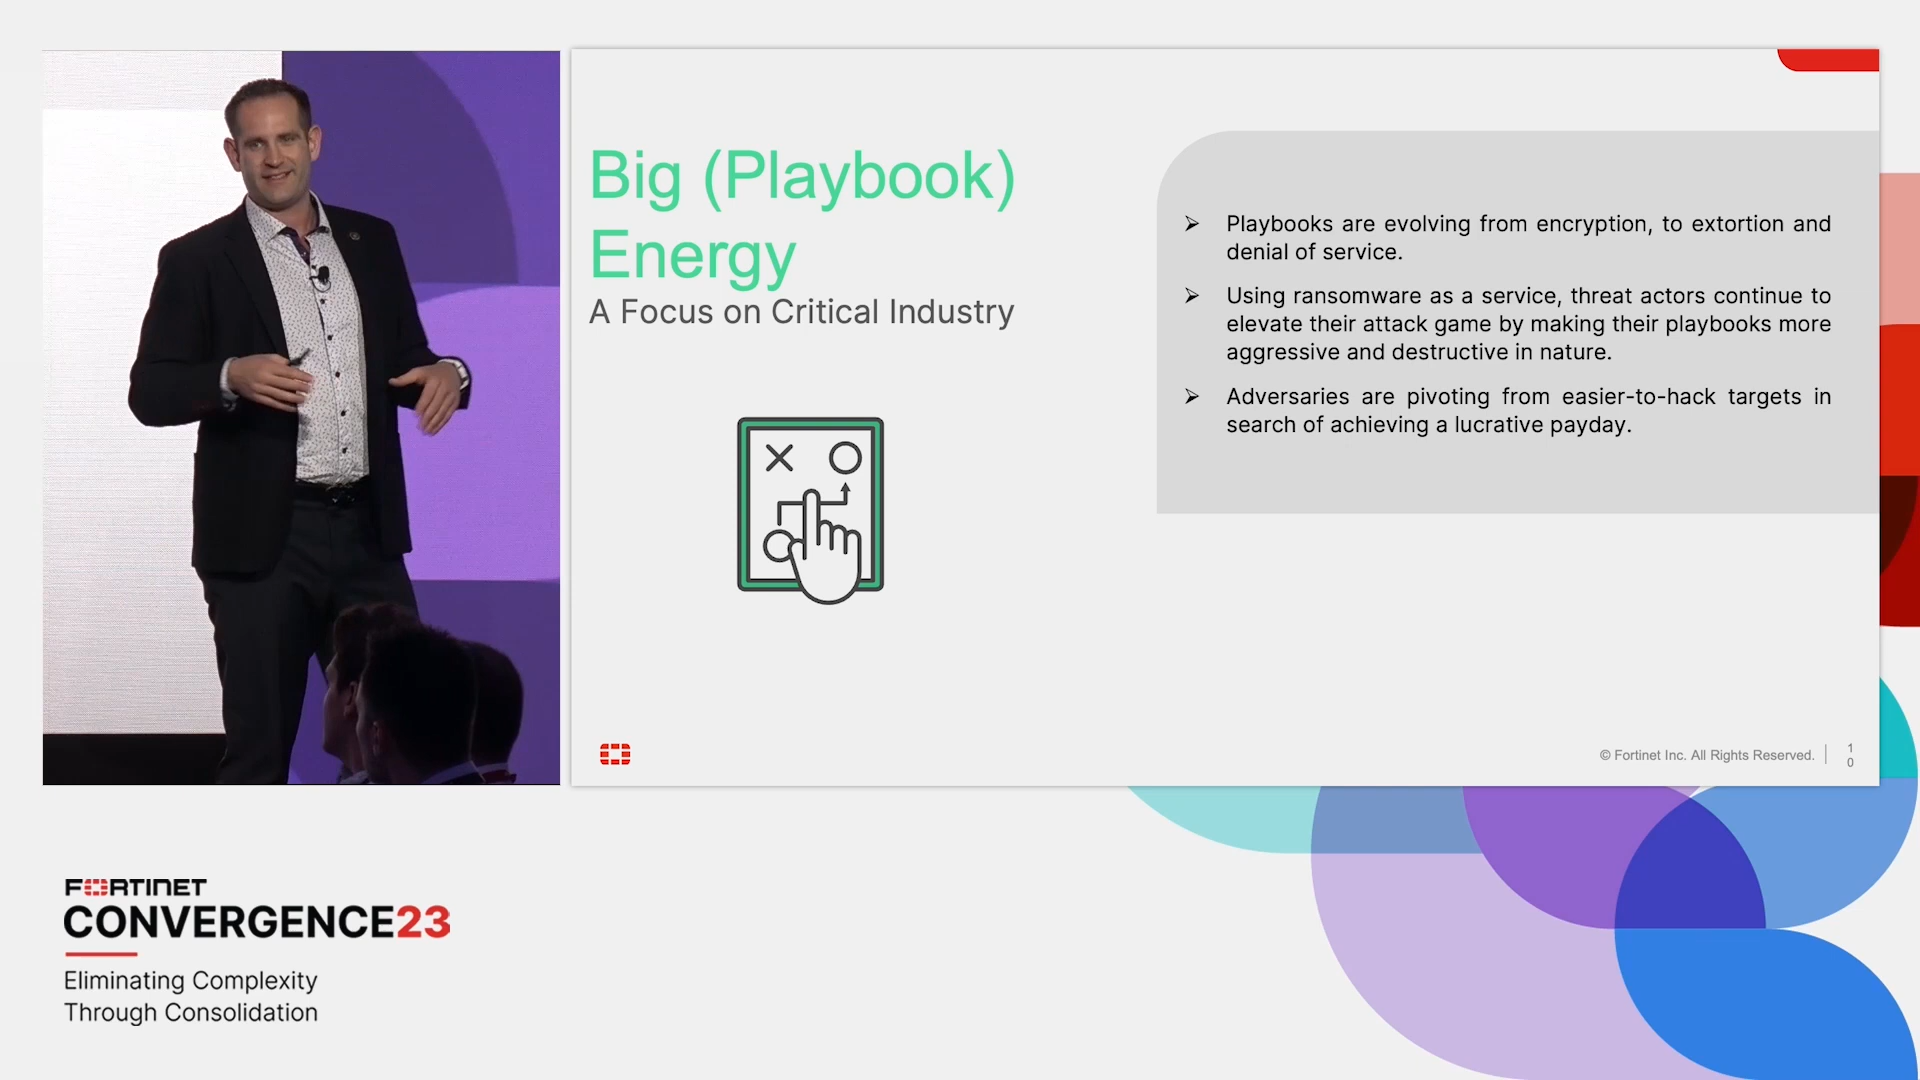 Big (Playbook)
Energy
A Focus on Critical Industry
Playbooks are evolving from encryption, to extortion and
denial of service.
Using ransomware as a service, threat actors continue to
elevate their attack game by making their playbooks more
aggressive and destructive in nature.
Adversaries are pivoting from easier-to-hack targets in
search of achieving a lucrative payday.
© Fortinet Inc. All Rights Reserved.
1
0
FORTINET
CONVERGENCE23
Eliminating Complexity
Through Consolidation